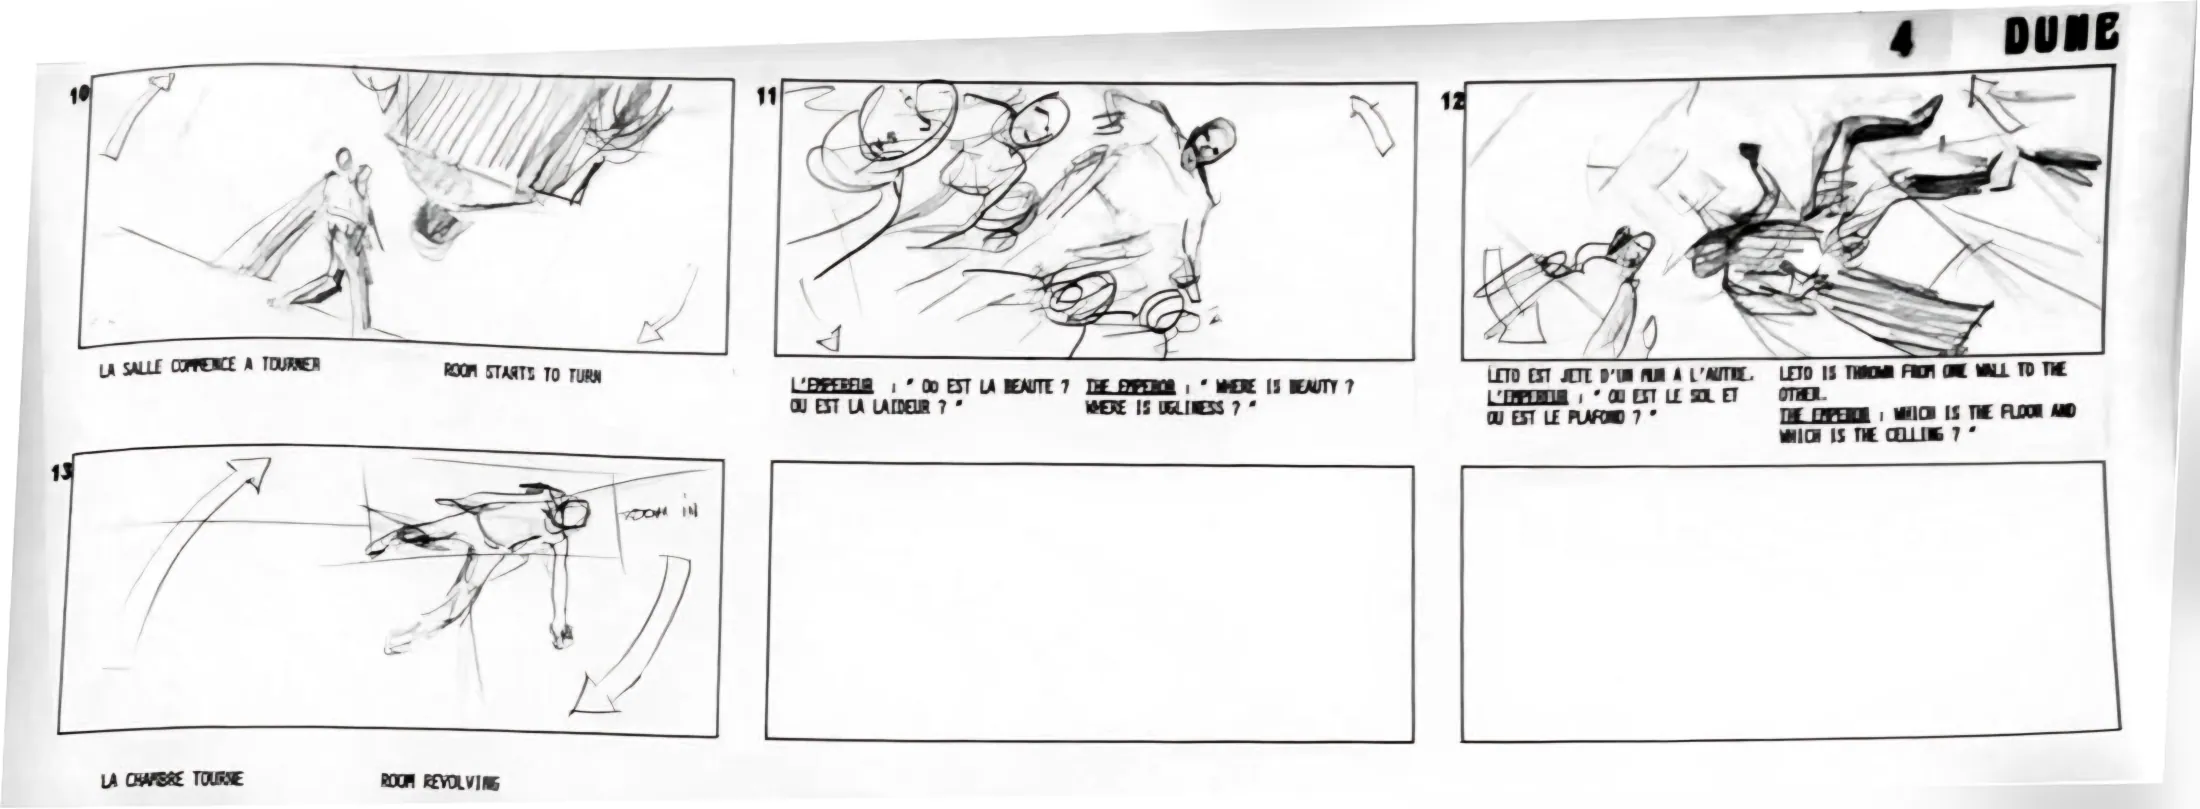 4 DUNE
10
11
12
LA SALLE COMMENCE A TOURNER
ROOM STARTS TO TURN
L'EMPEREUR : " OU EST LA BEAUTE ?
OU EST LA LAIDEUR ? "
THE EMPEROR : " WHERE IS BEAUTY ?
WHERE IS UGLINESS ? "
LETO EST JETE D'UN MUR A L'AUTRE.
L'EMPEREUR : " OU EST LE SOL ET
OU EST LE PLAFOND ? "
LETO IS THROWN FROM ONE WALL TO THE
OTHER.
THE EMPEROR : WHICH IS THE FLOOR AND
WHICH IS THE CELLING ? "
13
ZOOM IN
LA CHAMBRE TOURNE
ROOM REVOLVING